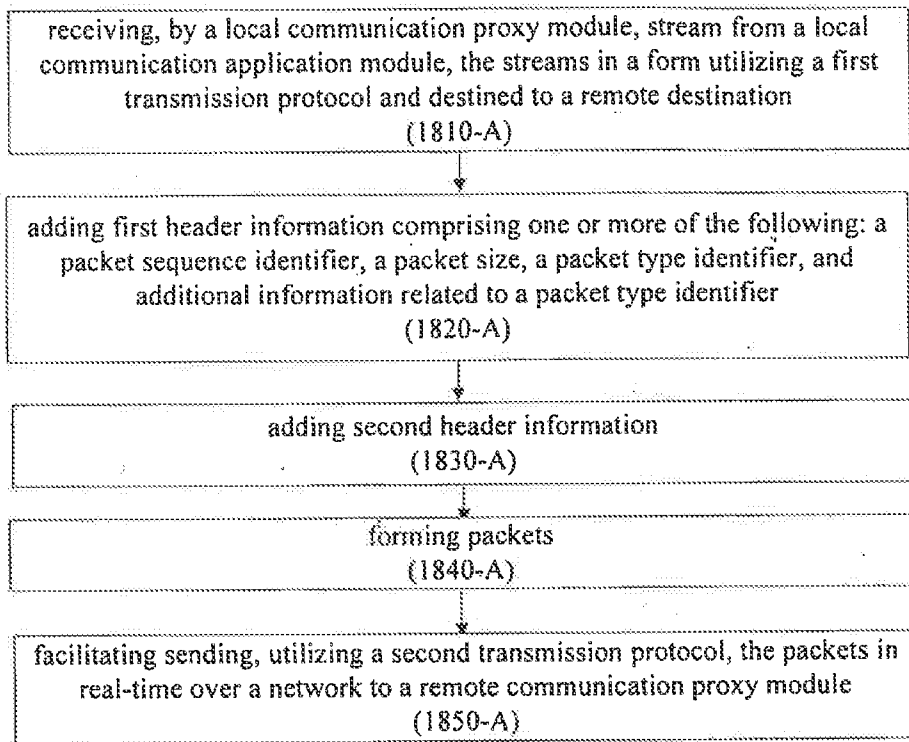 receiving, by a local communication proxy module, stream from a local
communication application module, the streams in a form utilizing a first
transmission protocol and destined to a remote destination
(1810-A)
adding first header information comprising one or more of the following: a
packet sequence identifier, a packet size, a packet type identifier, and
additional information related to a packet type identifier
(1820-A)
adding second header information
(1830-A)
forming packets
(1840-A)
facilitating sending, utilizing a second transmission protocol, the packets in
real-time over a network to a remote communication proxy module
(1850-A)